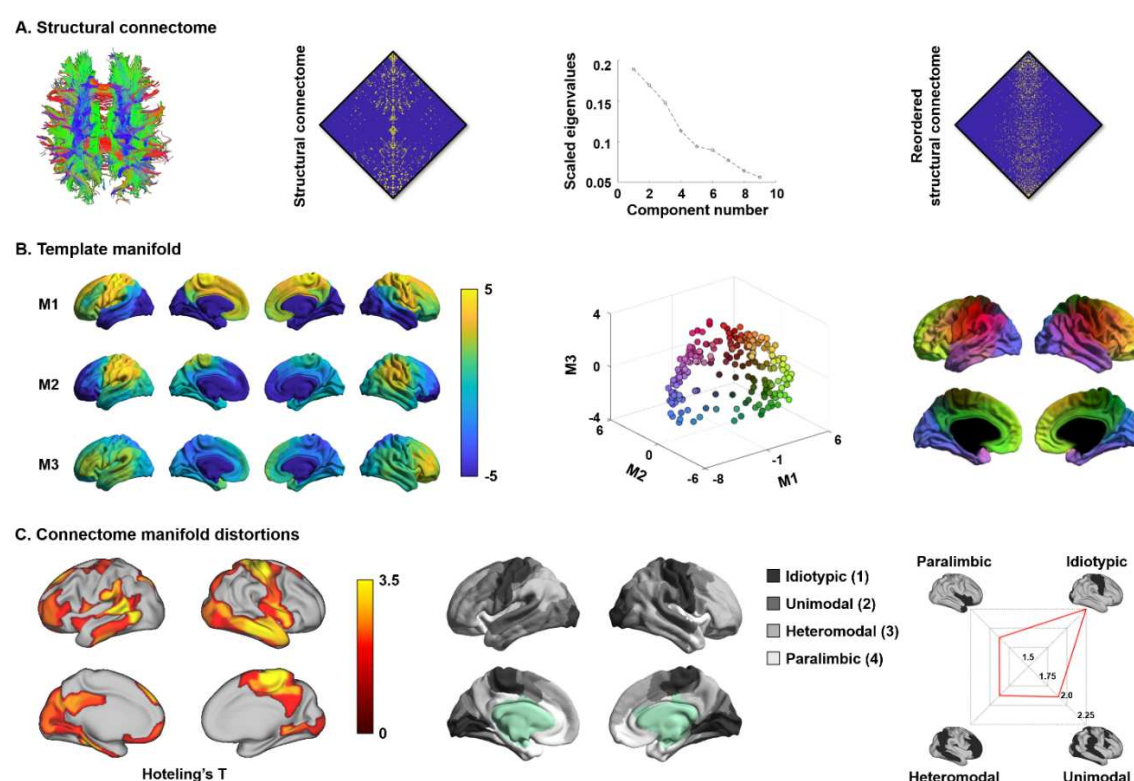 A. Structural connectome
Structural connectome
Scaled eigenvalues
0.2
0.15
0.1
0.05
0 2 4 6 8 10
Component number
Reordered
structural connectome
B. Template manifold
M1
M2
M3
5
-5
M3
4
0
-4
6
0
-6
M2
-8
-1
6
M1
C. Connectome manifold distortions
3.5
0
Hoteling's T
Idiotypic (1)
Unimodal (2)
Heteromodal (3)
Paralimbic (4)
Paralimbic Idiotypic
1.5
1.75
2.0
2.25
Heteromodal Unimodal